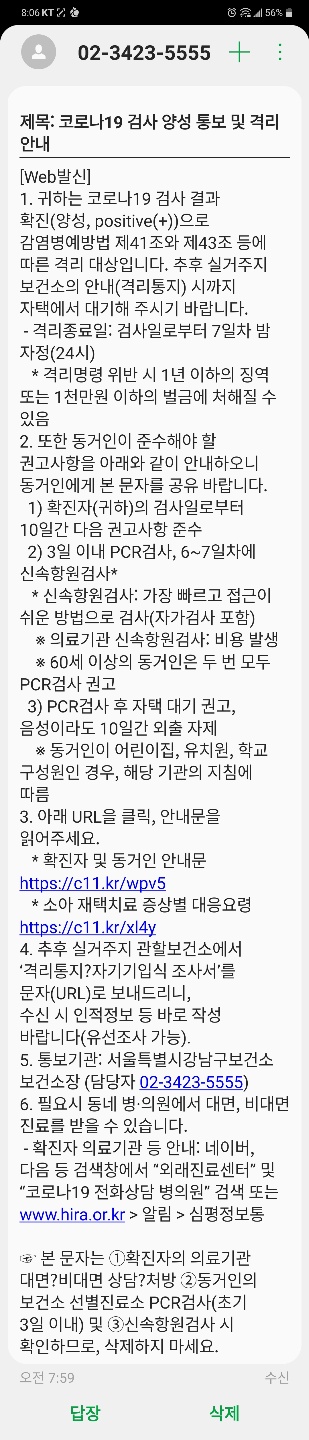 8:06 KT
56%
02-3423-5555
제목: 코로나19 검사 양성 통보 및 격리
안내
[Web발신]
1. 귀하는 코로나19 검사 결과
확진(양성, positive(+))으로
감염병예방법 제41조와 제43조 등에
따른 격리 대상입니다. 추후 실거주지
보건소의 안내(격리통지) 시까지
자택에서 대기해 주시기 바랍니다.
- 격리종료일: 검사일로부터 7일차 밤
자정(24시)
* 격리명령 위반 시 1년 이하의 징역
또는 1천만원 이하의 벌금에 처해질 수
있음
2. 또한 동거인이 준수해야 할
권고사항을 아래와 같이 안내하오니
동거인에게 본 문자를 공유 바랍니다.
1) 확진자(귀하)의 검사일로부터
10일간 다음 권고사항 준수
2) 3일 이내 PCR검사, 6~7일차에
신속항원검사*
* 신속항원검사: 가장 빠르고 접근이
쉬운 방법으로 검사(자가검사 포함)
※ 의료기관 신속항원검사: 비용 발생
※ 60세 이상의 동거인은 두 번 모두
PCR검사 권고
3) PCR검사 후 자택 대기 권고,
음성이라도 10일간 외출 자제
※ 동거인이 어린이집, 유치원, 학교
구성원인 경우, 해당 기관의 지침에
따름
3. 아래 URL을 클릭, 안내문을
읽어주세요.
* 확진자 및 동거인 안내문
https://c11.kr/wpv5
* 소아 재택치료 증상별 대응요령
https://c11.kr/xl4y
4. 추후 실거주지 관할보건소에서
‘격리통지?자기기입식 조사서’를
문자(URL)로 보내드리니,
수신 시 인적정보 등 바로 작성
바랍니다(유선조사 가능).
5. 통보기관: 서울특별시강남구보건소
보건소장 (담당자 02-3423-5555)
6. 필요시 동네 병·의원에서 대면, 비대면
진료를 받을 수 있습니다.
- 확진자 의료기관 등 안내: 네이버,
다음 등 검색창에서 “외래진료센터” 및
“코로나19 전화상담 병의원” 검색 또는
www.hira.or.kr > 알림 > 심평정보통
☞ 본 문자는 ①확진자의 의료기관
대면?비대면 상담?처방 ②동거인의
보건소 선별진료소 PCR검사(초기
3일 이내) 및 ③신속항원검사 시
확인하므로, 삭제하지 마세요.
오전 7:59
수신
답장
삭제